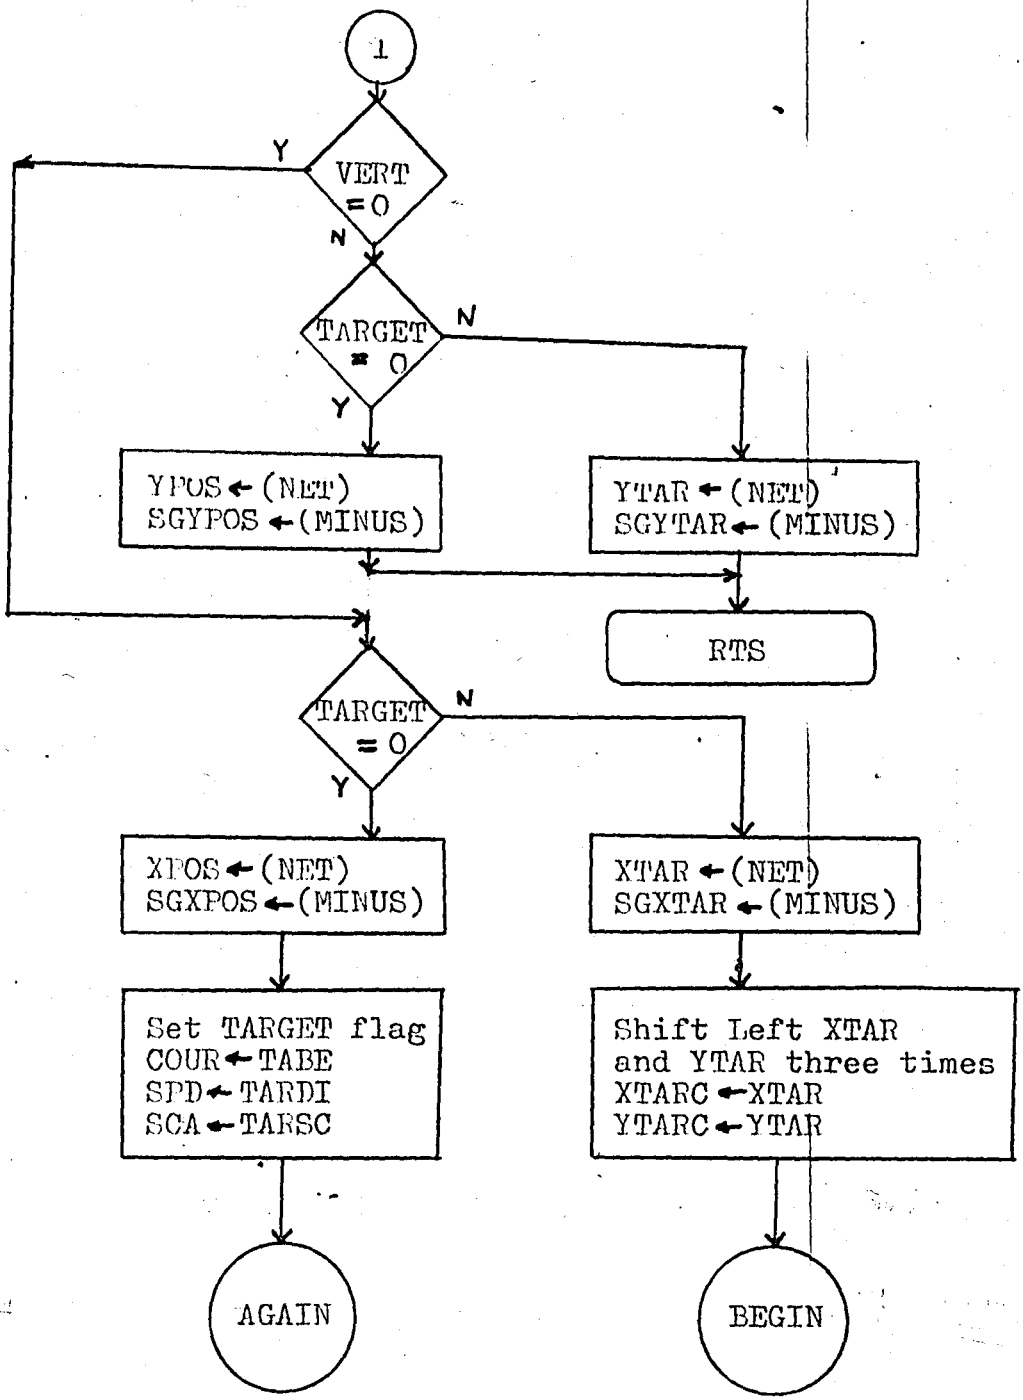 1
Y
VERT
= 0
N
TARGET
= 0
N
Y
YPOS ← (NET)
SGYPOS ← (MINUS)
YTAR ← (NET)
SGYTAR ← (MINUS)
RTS
TARGET
= 0
N
Y
XPOS ← (NET)
SGXPOS ← (MINUS)
XTAR ← (NET)
SGXTAR ← (MINUS)
Set TARGET flag
COUR ← TABE
SPD ← TARDI
SCA ← TARSC
Shift Left XTAR
and YTAR three times
XTARC ← XTAR
YTARC ← YTAR
AGAIN
BEGIN